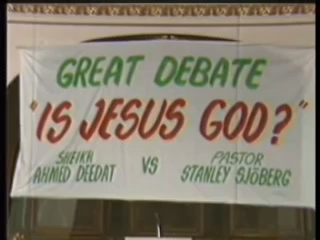 GREAT DEBATE
"IS JESUS GOD?"
SHEIKH AHMED DEEDAT VS PASTOR STANLEY SJÖBERG